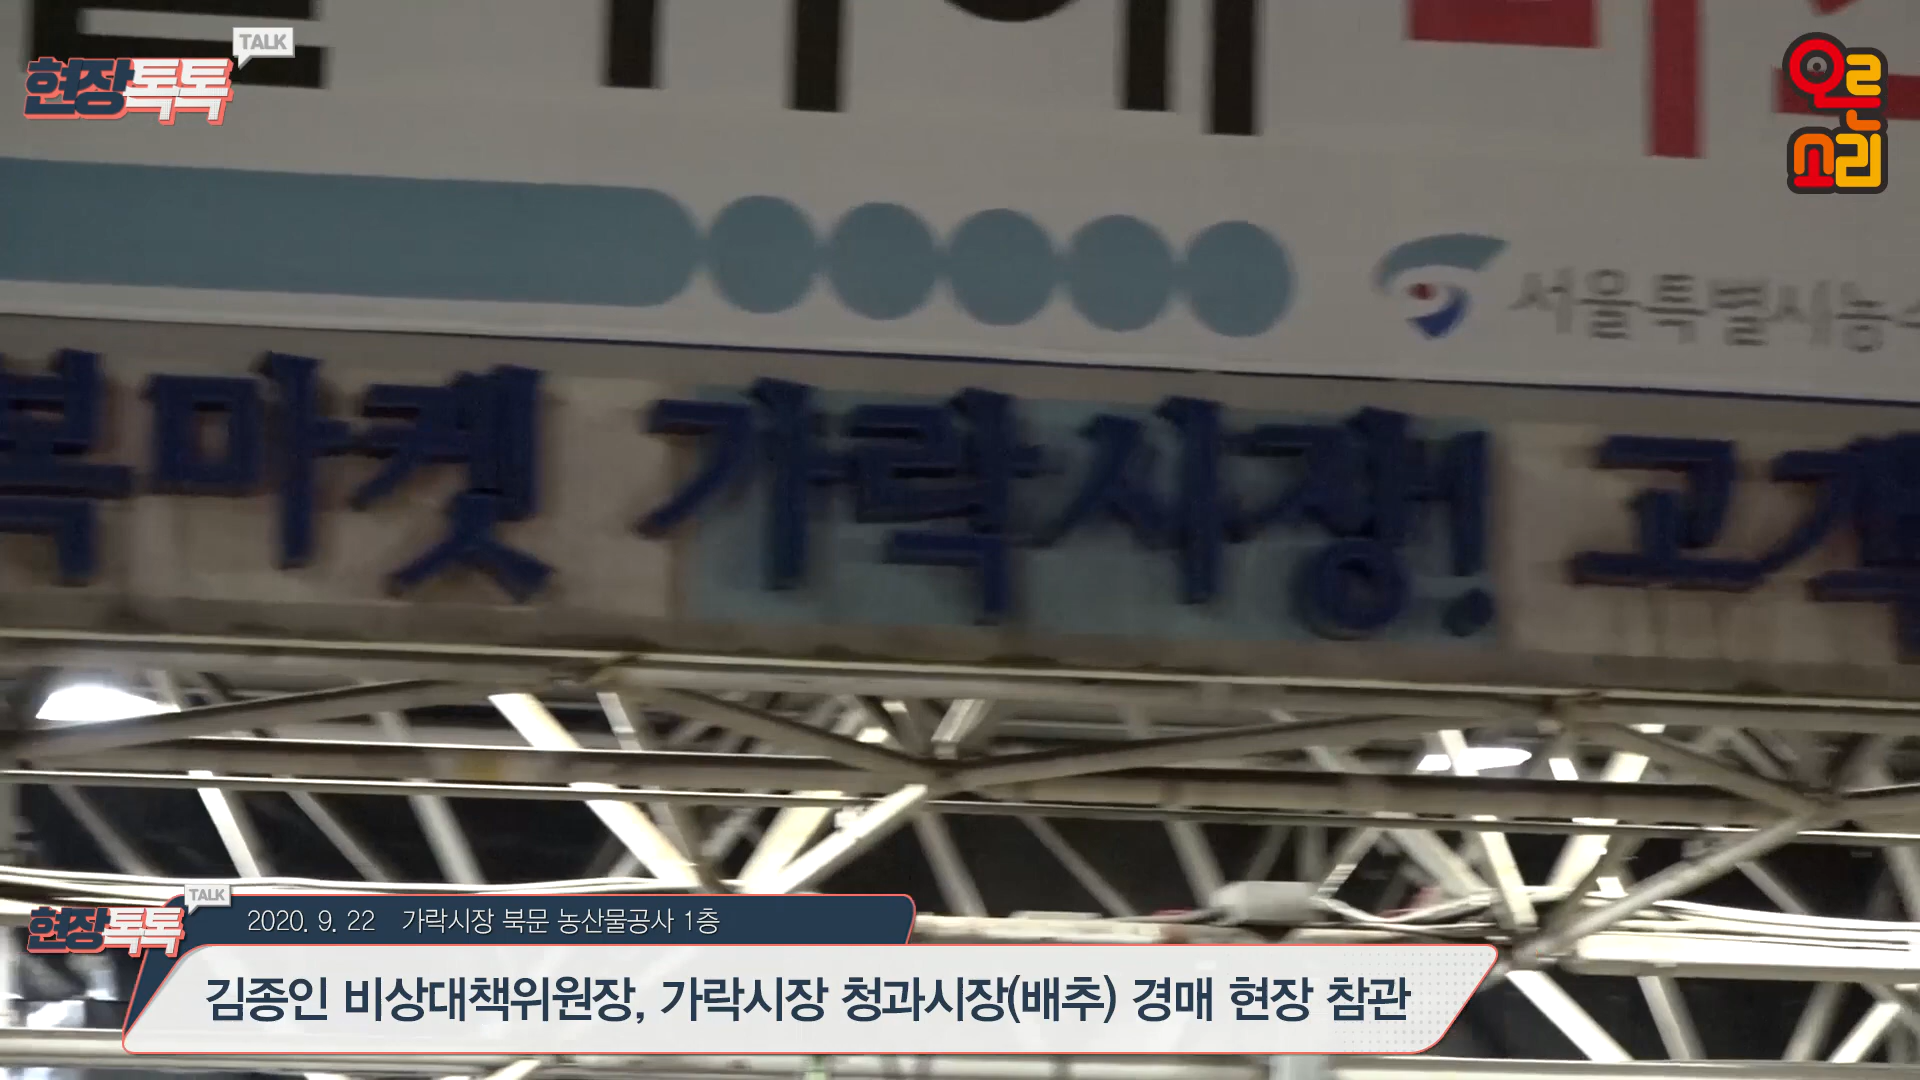 TALK
현장톡톡
오른소리
서울특별시농
복마켓 가락시장! 고객
TALK
현장톡톡
2020. 9. 22 가락시장 북문 농산물공사 1층
김종인 비상대책위원장, 가락시장 청과시장(배추) 경매 현장 참관